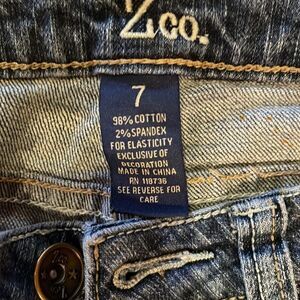 Zco.
7
98% COTTON
2% SPANDEX
FOR ELASTICITY
EXCLUSIVE OF
DECORATION
MADE IN CHINA
RN 118736
SEE REVERSE FOR
CARE